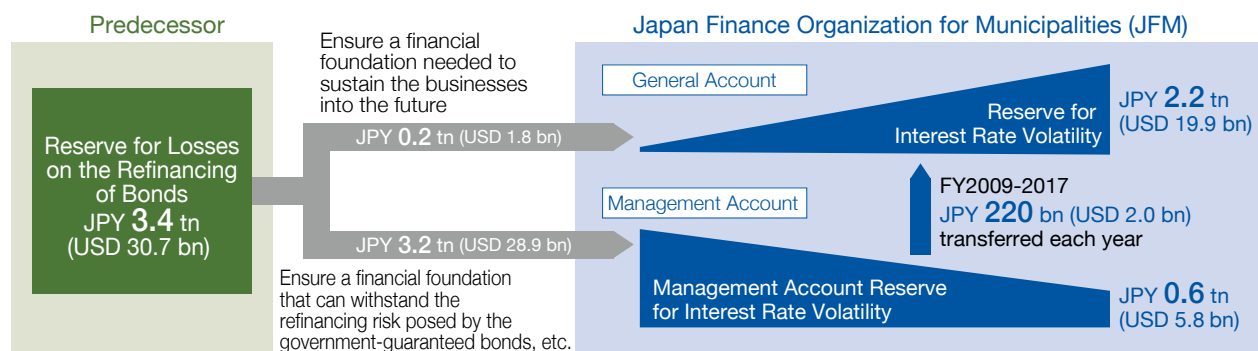 Predecessor
Reserve for Losses
on the Refinancing
of Bonds
JPY 3.4 tn
(USD 30.7 bn)
Ensure a financial
foundation needed to
sustain the businesses
into the future
JPY 0.2 tn (USD 1.8 bn)
JPY 3.2 tn (USD 28.9 bn)
Ensure a financial foundation
that can withstand the
refinancing risk posed by the
government-guaranteed bonds, etc.
Japan Finance Organization for Municipalities (JFM)
General Account
Reserve for
Interest Rate Volatility
JPY 2.2 tn
(USD 19.9 bn)
FY2009-2017
JPY 220 bn (USD 2.0 bn)
transferred each year
Management Account
Management Account Reserve
for Interest Rate Volatility
JPY 0.6 tn
(USD 5.8 bn)